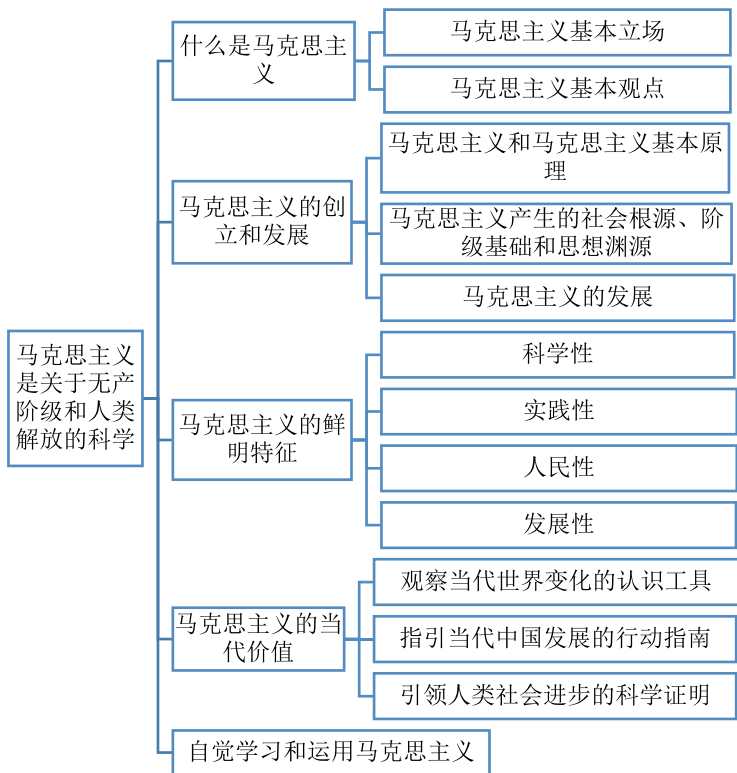 什么是马克思主
义
马克思主义基本立场
马克思主义基本观点
马克思主义的创
立和发展
马克思主义和马克思主义基本原
理
马克思主义产生的社会根源、阶
级基础和思想渊源
马克思主义的发展
马克思主义
是关于无产
阶级和人类
解放的科学
马克思主义的鲜
明特征
科学性
实践性
人民性
发展性
马克思主义的当
代价值
观察当代世界变化的认识工具
指引当代中国发展的行动指南
引领人类社会进步的科学证明
自觉学习和运用马克思主义